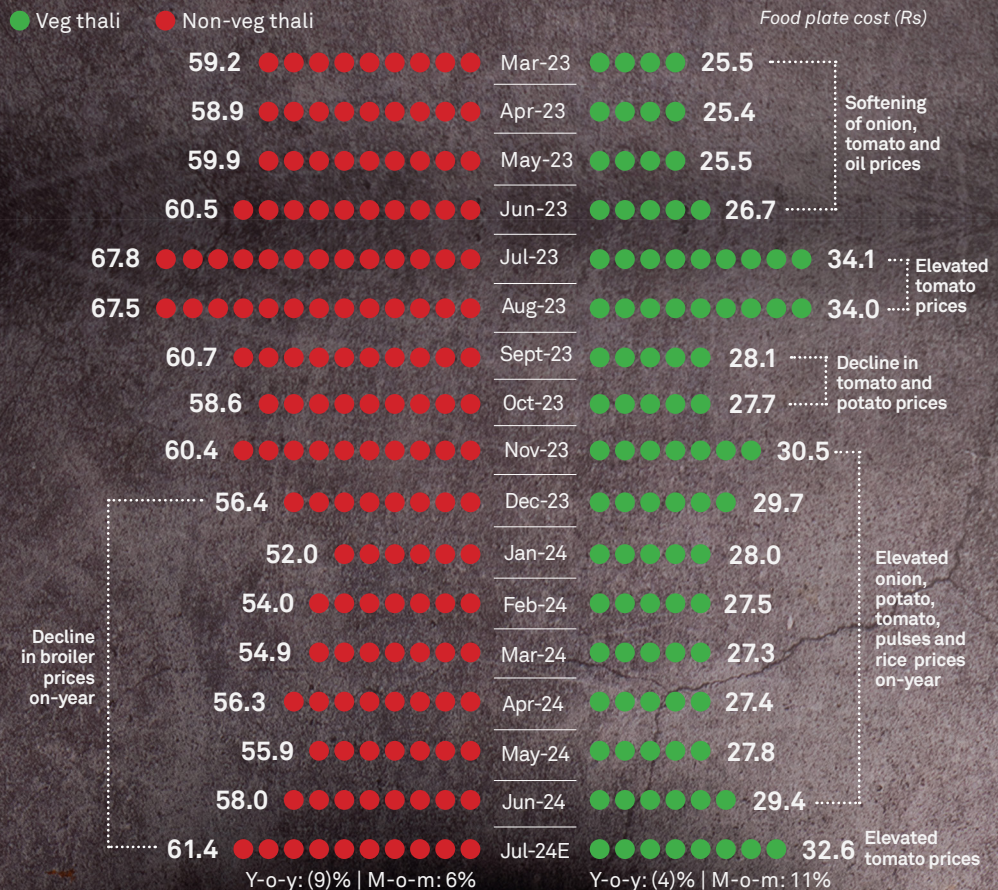 Veg thali Non-veg thali Food plate cost (Rs)
59.2 Mar-23 25.5
58.9 Apr-23 25.4
59.9 May-23 25.5
60.5 Jun-23 26.7
Softening
of onion,
tomato and
oil prices
67.8 Jul-23 34.1
67.5 Aug-23 34.0
Elevated
tomato
prices
60.7 Sept-23 28.1
58.6 Oct-23 27.7
Decline in
tomato and
potato prices
60.4 Nov-23 30.5
56.4 Dec-23 29.7
52.0 Jan-24 28.0
54.0 Feb-24 27.5
54.9 Mar-24 27.3
56.3 Apr-24 27.4
55.9 May-24 27.8
58.0 Jun-24 29.4
Elevated
onion,
potato,
tomato,
pulses and
rice prices
on-year
Decline
in broiler
prices
on-year
61.4 Jul-24E 32.6
Elevated
tomato prices
Y-o-y: (9)% | M-o-m: 6% Y-o-y: (4)% | M-o-m: 11%